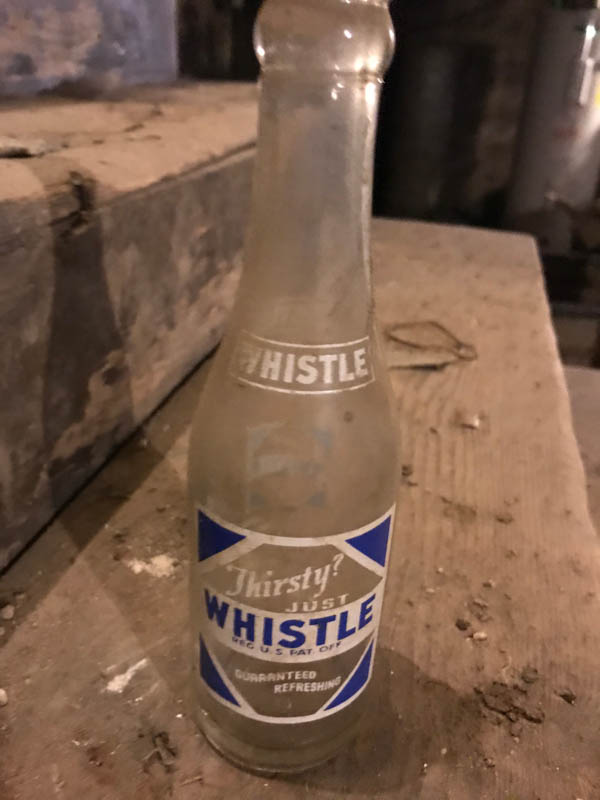 WHISTLE
Thirsty?
JUST
WHISTLE
REG U.S. PAT. OFF
GUARANTEED
REFRESHING